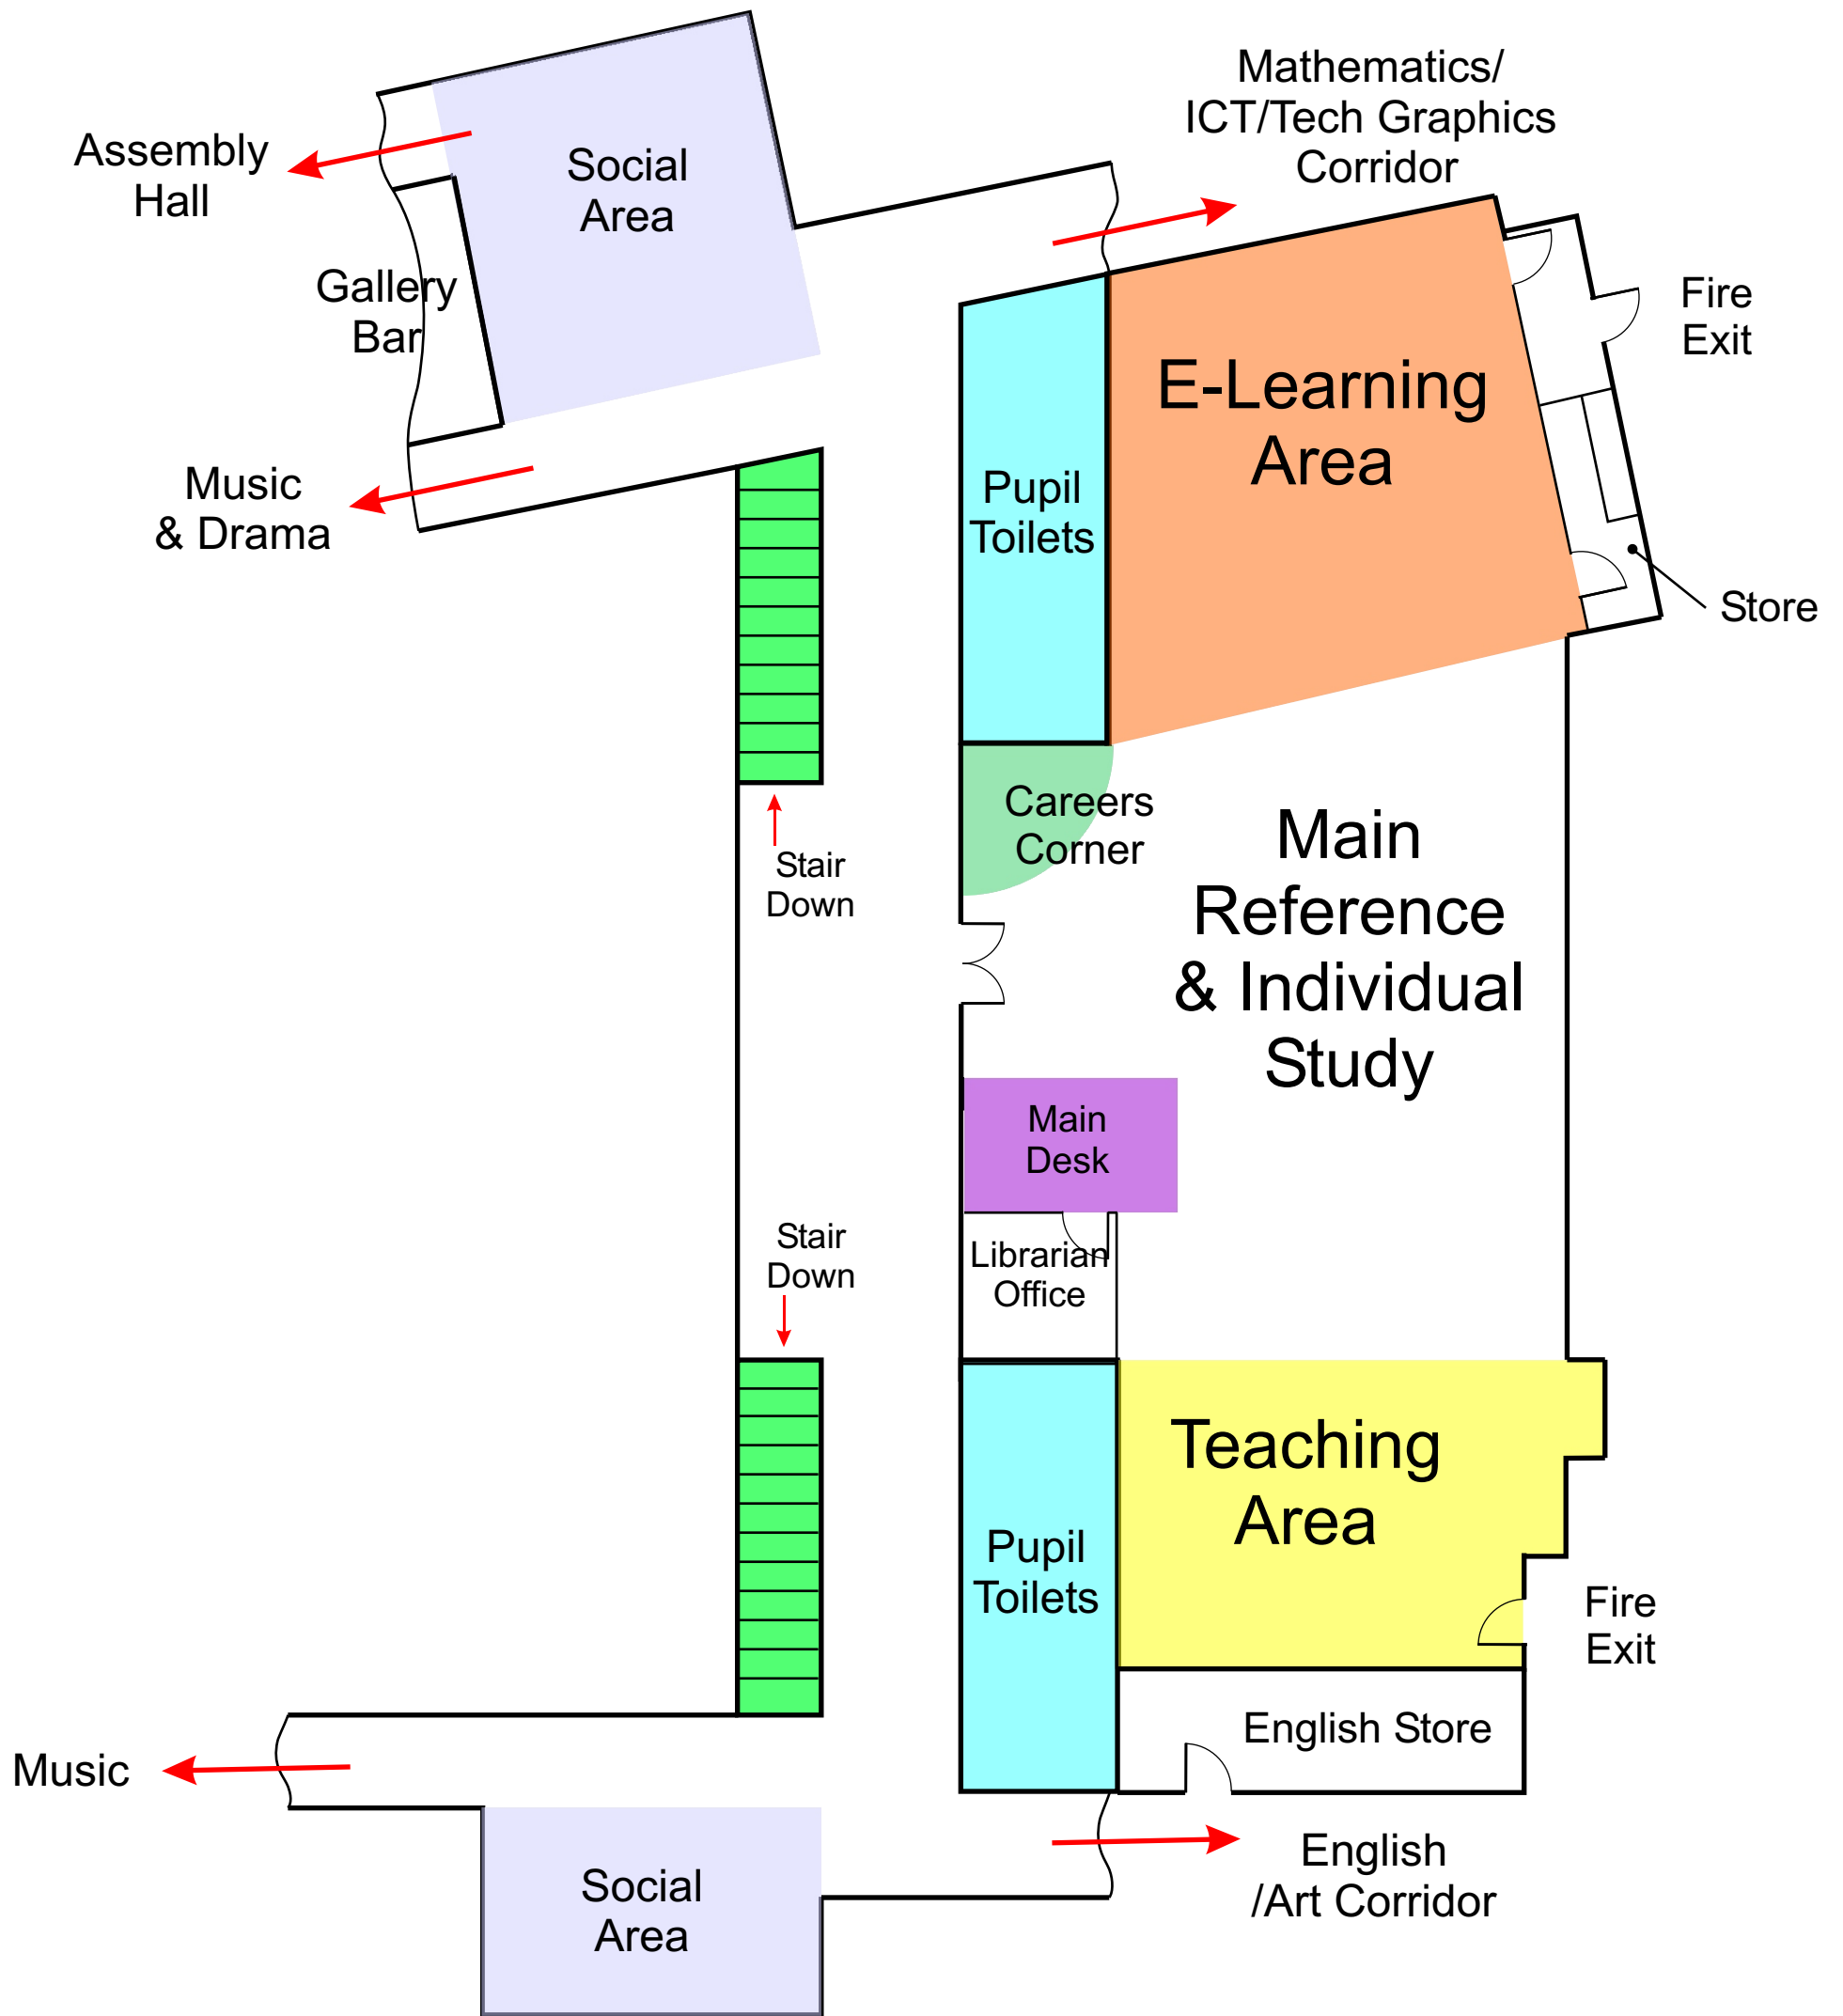 Mathematics/
ICT/Tech Graphics
Corridor
Assembly
Hall
Social
Area
Gallery
Bar
Fire
Exit
E-Learning
Area
Music
& Drama
Pupil
Toilets
Store
Careers
Corner
Main
Reference
& Individual
Study
Stair
Down
Main
Desk
Stair
Down
Librarian
Office
Teaching
Area
Pupil
Toilets
Fire
Exit
English Store
Music
English
/Art Corridor
Social
Area